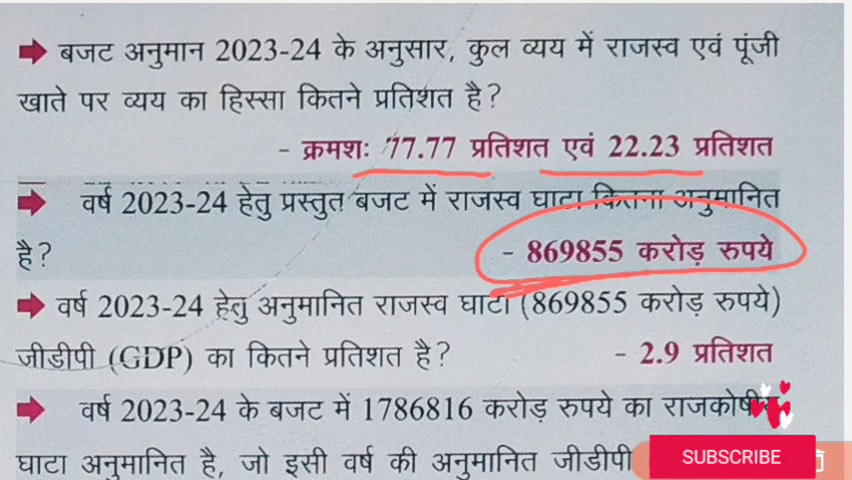 बजट अनुमान 2023-24 के अनुसार, कुल व्यय में राजस्व एवं पूंजी
खाते पर व्यय का हिस्सा कितने प्रतिशत है?
- क्रमशः 77.77 प्रतिशत एवं 22.23 प्रतिशत
वर्ष 2023-24 हेतु प्रस्तुत बजट में राजस्व घाटा कितना अनुमानित
है?
- 869855 करोड़ रुपये
वर्ष 2023-24 हेतु अनुमानित राजस्व घाटा (869855 करोड़ रुपये)
जीडीपी (GDP) का कितने प्रतिशत है?
- 2.9 प्रतिशत
वर्ष 2023-24 के बजट में 1786816 करोड़ रुपये का राजकोषीय
घाटा अनुमानित है, जो इसी वर्ष की अनुमानित जीडीपी
SUBSCRIBE